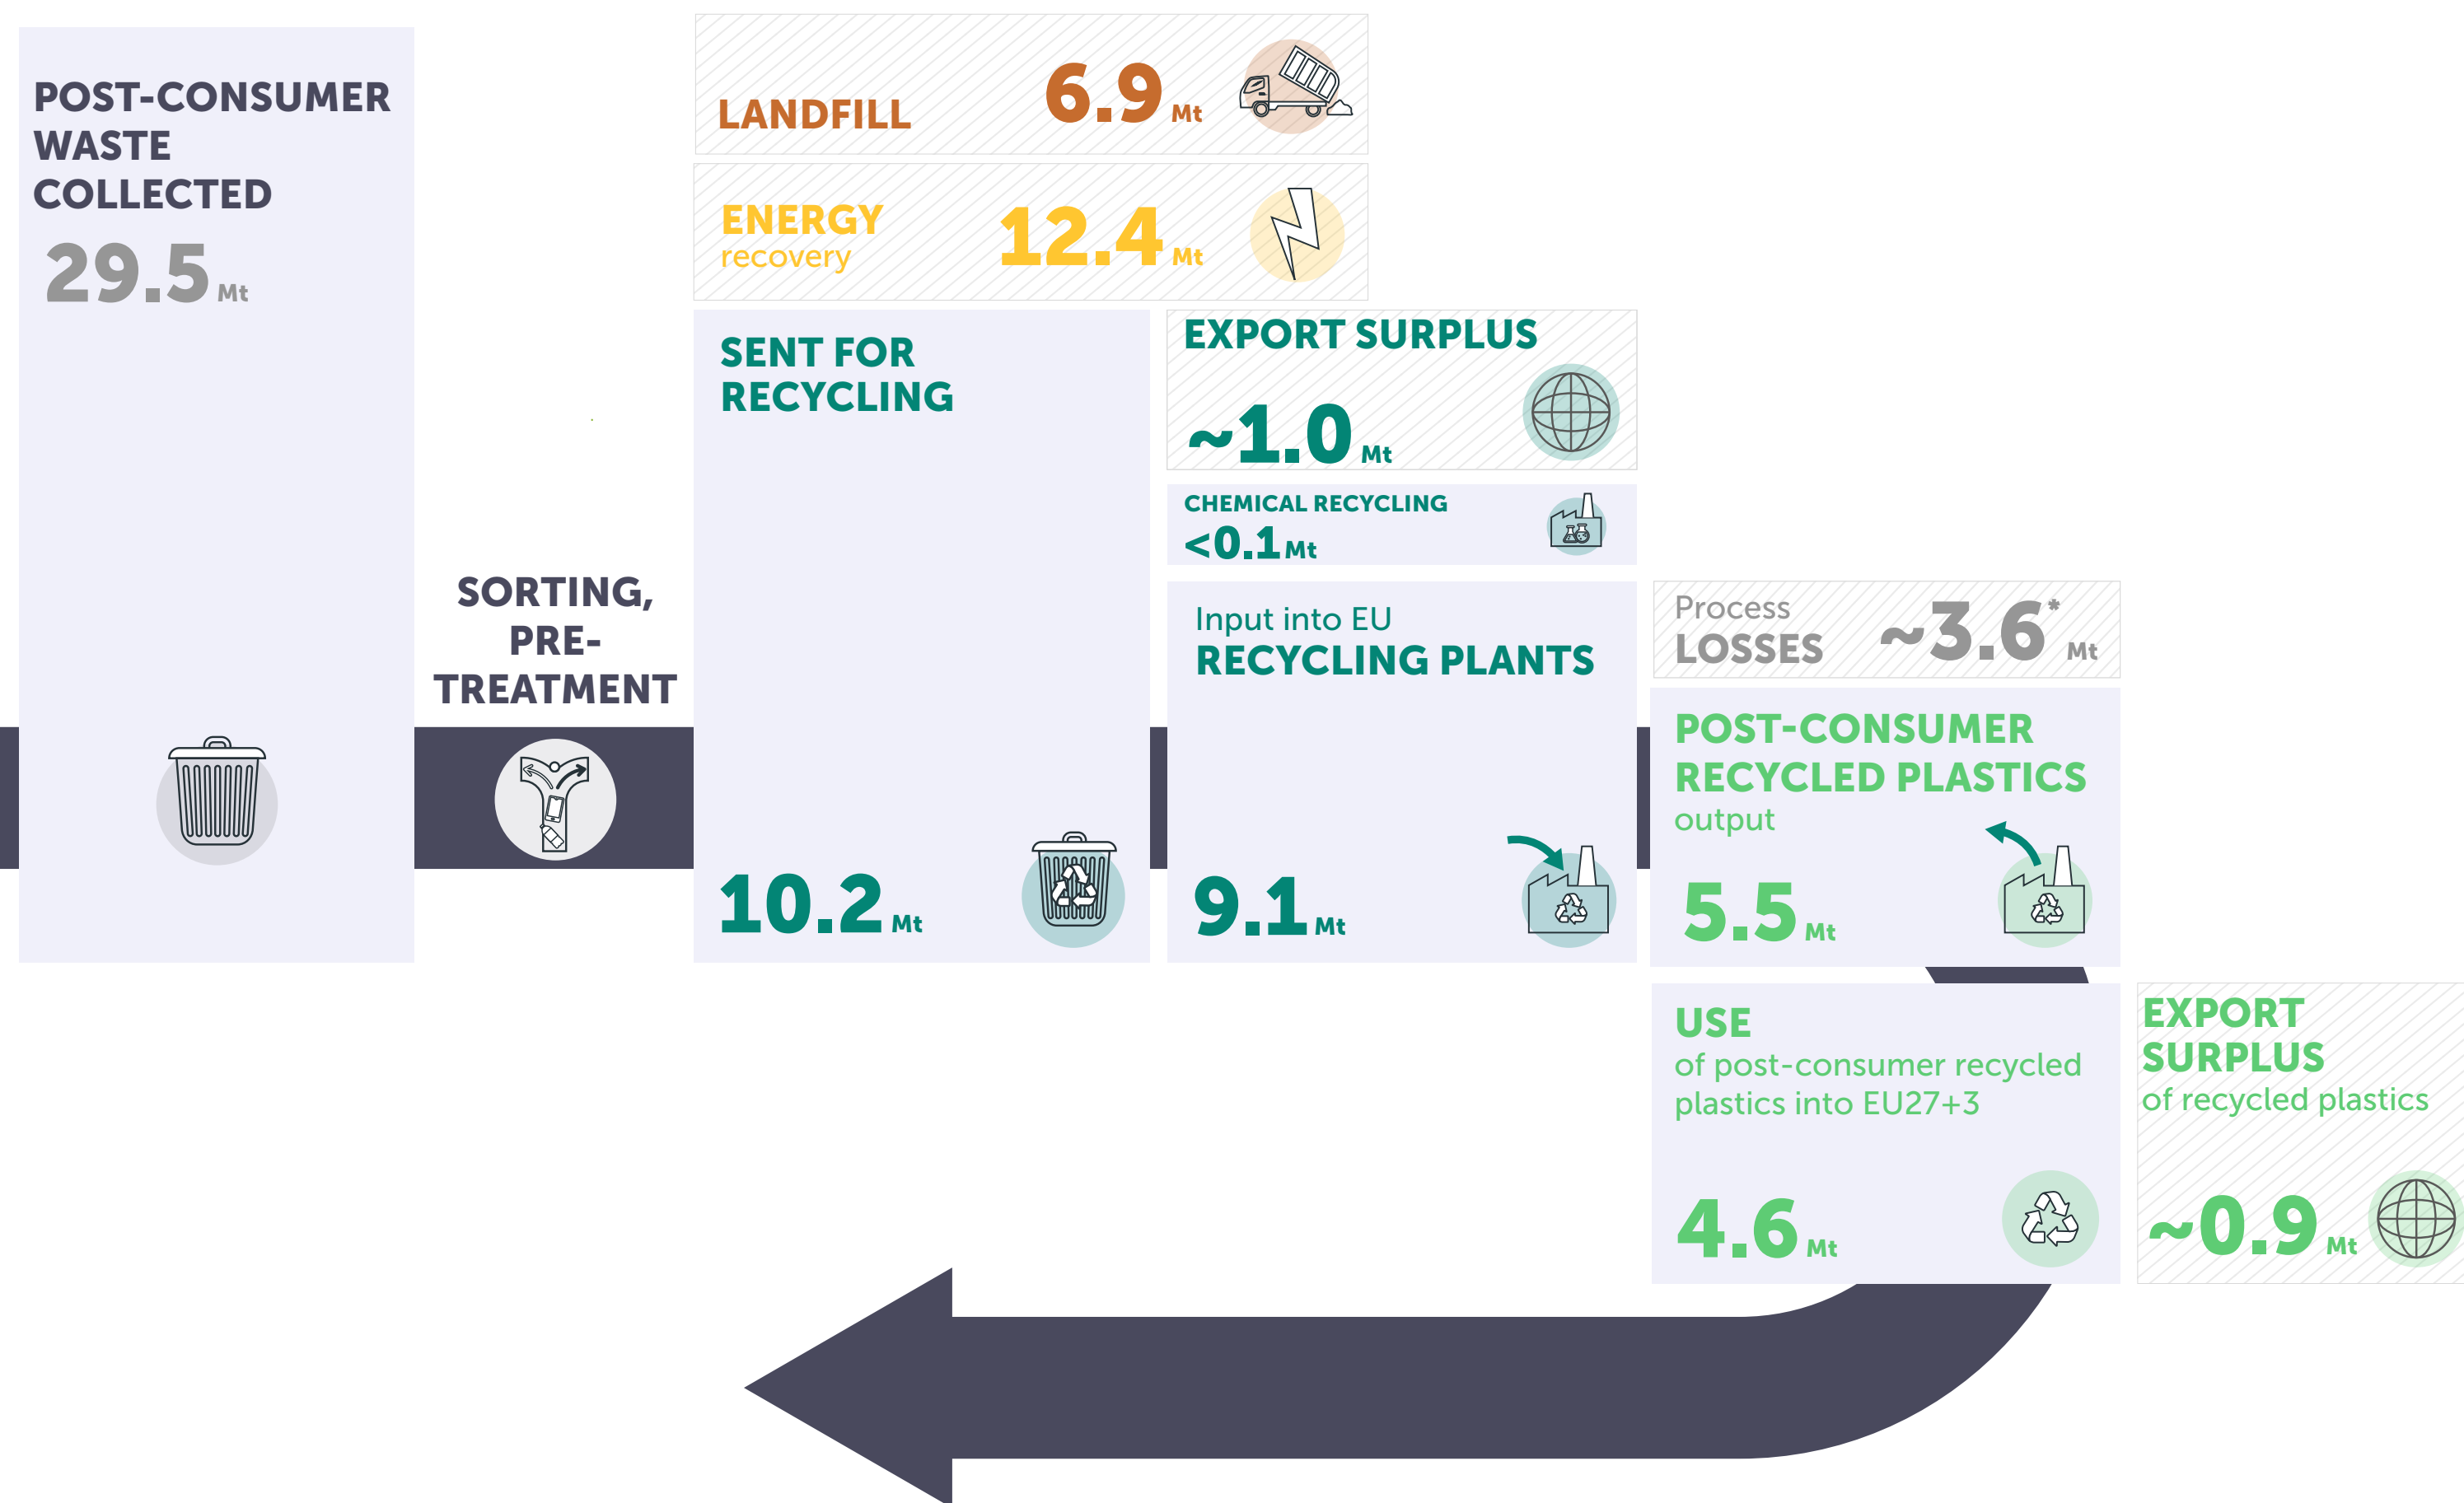 POST-CONSUMER
WASTE
COLLECTED
29.5 Mt
SORTING,
PRE-
TREATMENT
LANDFILL 6.9 Mt
ENERGY
recovery
12.4 Mt
SENT FOR
RECYCLING
10.2 Mt
EXPORT SURPLUS
~1.0 Mt
CHEMICAL RECYCLING
<0.1 Mt
Input into EU
RECYCLING PLANTS
9.1 Mt
Process
LOSSES
~3.6* Mt
POST-CONSUMER
RECYCLED PLASTICS
output
5.5 Mt
USE
of post-consumer recycled
plastics into EU27+3
4.6 Mt
EXPORT
SURPLUS
of recycled plastics
~0.9 Mt